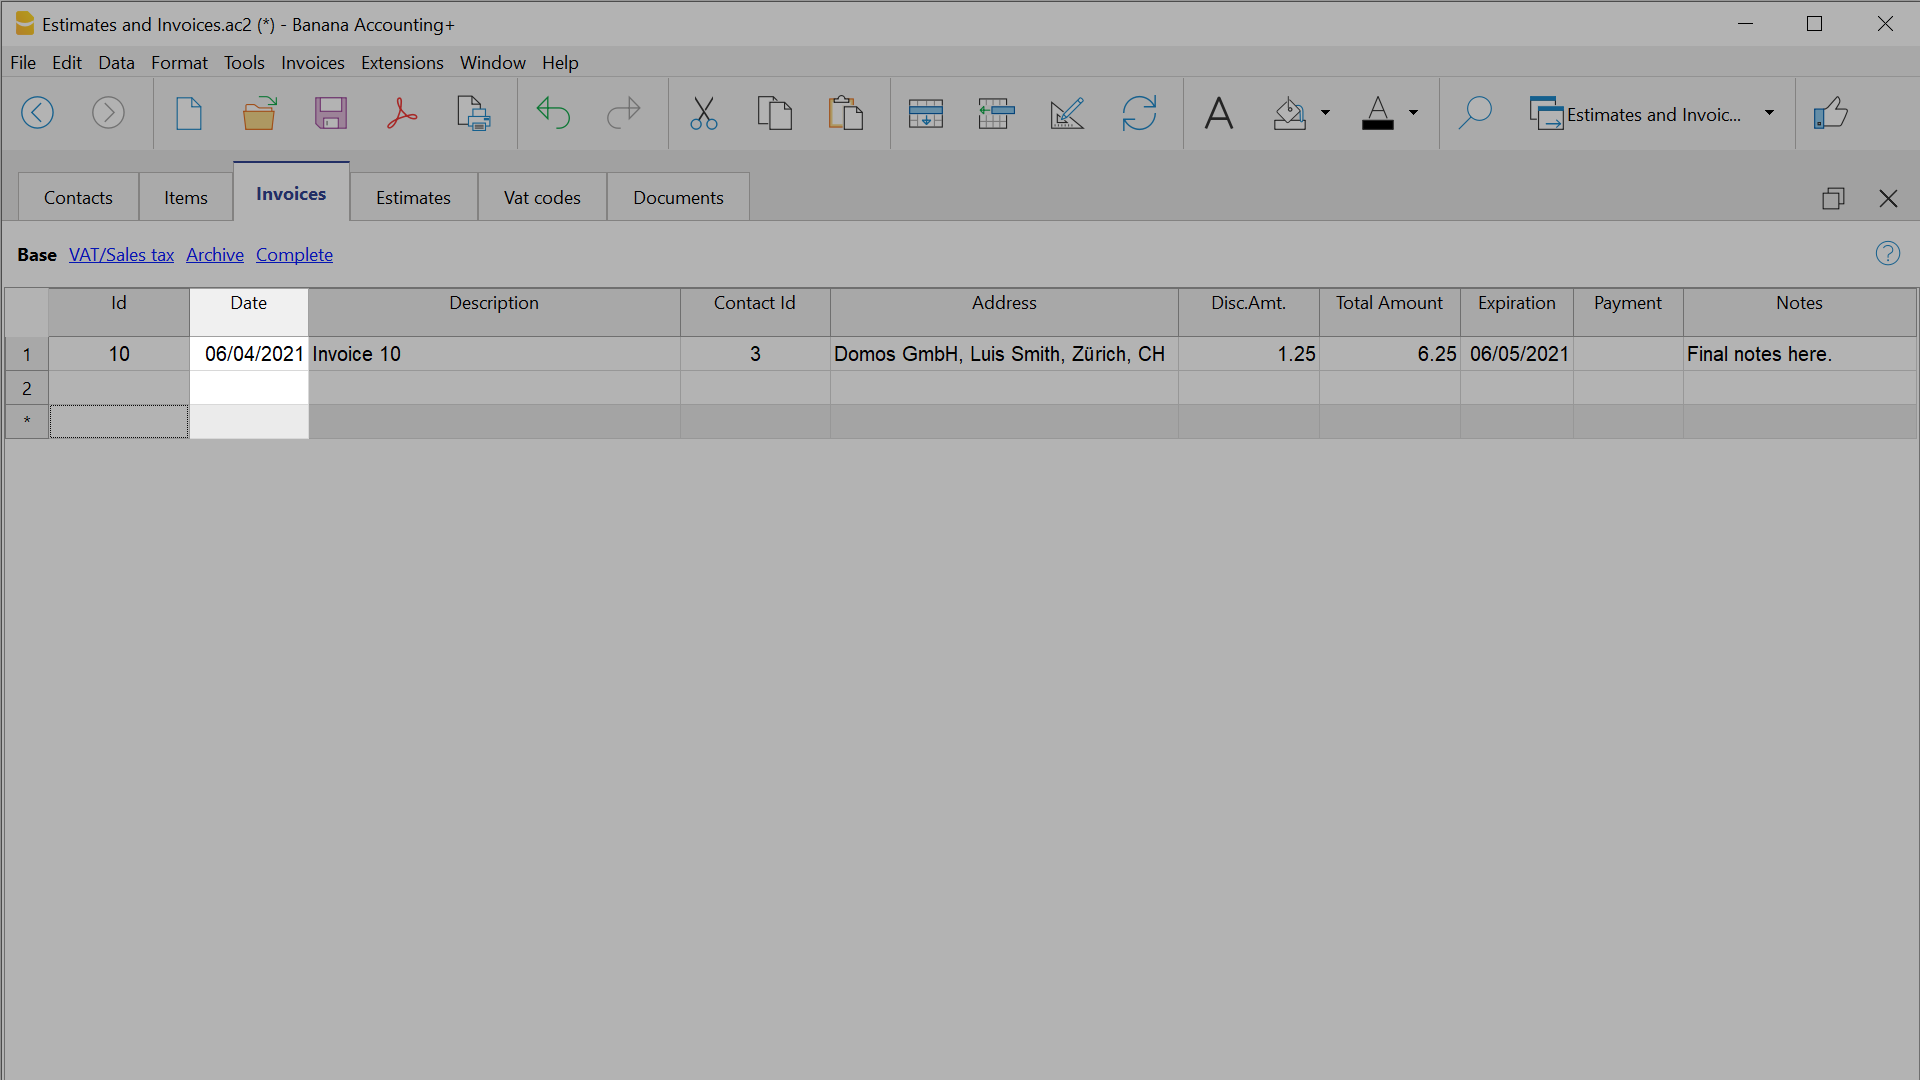 Estimates and Invoices.ac2 (*) - Banana Accounting+
File Edit Data Format Tools Invoices Extensions Window Help
Estimates and Invoic...
Contacts Items Invoices Estimates Vat codes Documents
Base VAT/Sales tax Archive Complete
Id Date Description Contact Id Address Disc.Amt. Total Amount Expiration Payment Notes
1 10 06/04/2021 Invoice 10 3 Domos GmbH, Luis Smith, Zürich, CH 1.25 6.25 06/05/2021 Final notes here.
2
*